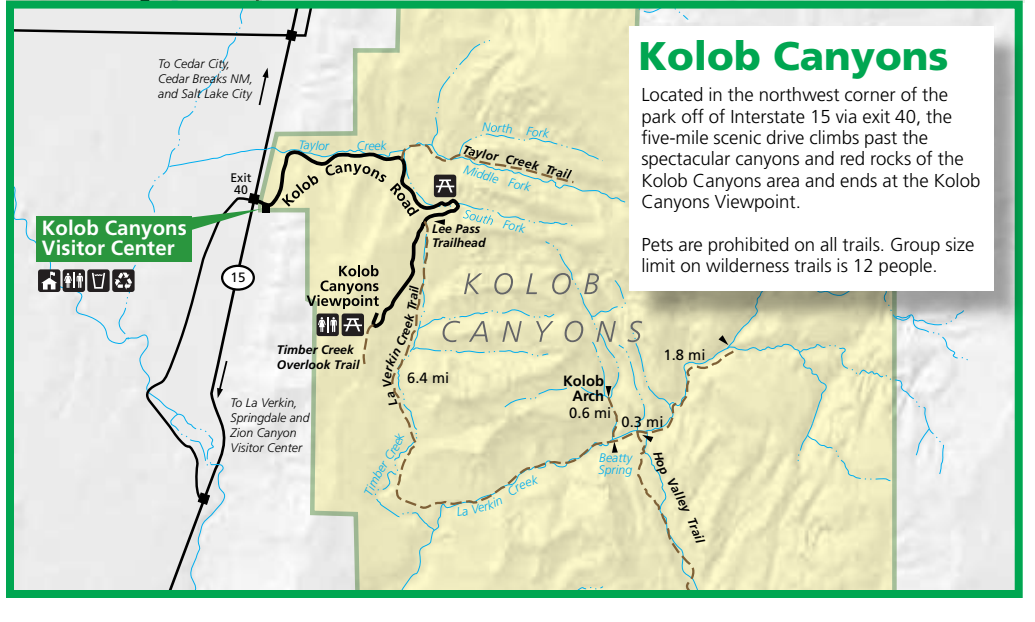 Kolob Canyons
Located in the northwest corner of the
park off of Interstate 15 via exit 40, the
five-mile scenic drive climbs past the
spectacular canyons and red rocks of the
Kolob Canyons area and ends at the Kolob
Canyons Viewpoint.
Pets are prohibited on all trails. Group size
limit on wilderness trails is 12 people.
To Cedar City,
Cedar Breaks NM,
and Salt Lake City
North Fork
Taylor Creek
Taylor Creek Trail
Middle Fork
Exit
40
Kolob Canyons Road
South Fork
Kolob Canyons
Visitor Center
Lee Pass
Trailhead
15
Kolob
Canyons
Viewpoint
KOLOB
CANYONS
Timber Creek
Overlook Trail
La Verkin Creek Trail
6.4 mi
1.8 mi
Kolob
Arch
0.6 mi
0.3 mi
To La Verkin,
Springdale and
Zion Canyon
Visitor Center
Timber Creek
Beatty
Spring
Hop Valley Trail
La Verkin Creek